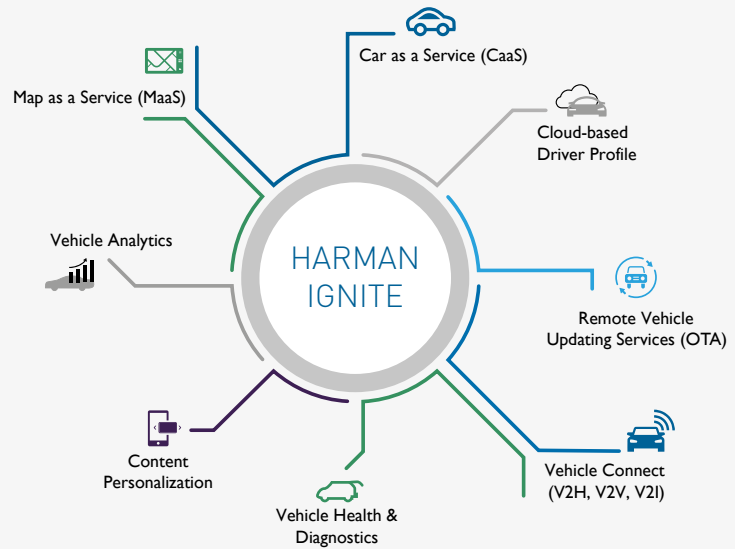 Car as a Service (CaaS)
Map as a Service (MaaS)
Cloud-based
Driver Profile
Vehicle Analytics
HARMAN
IGNITE
Remote Vehicle
Updating Services (OTA)
Content
Personalization
Vehicle Connect
(V2H, V2V, V2I)
Vehicle Health &
Diagnostics